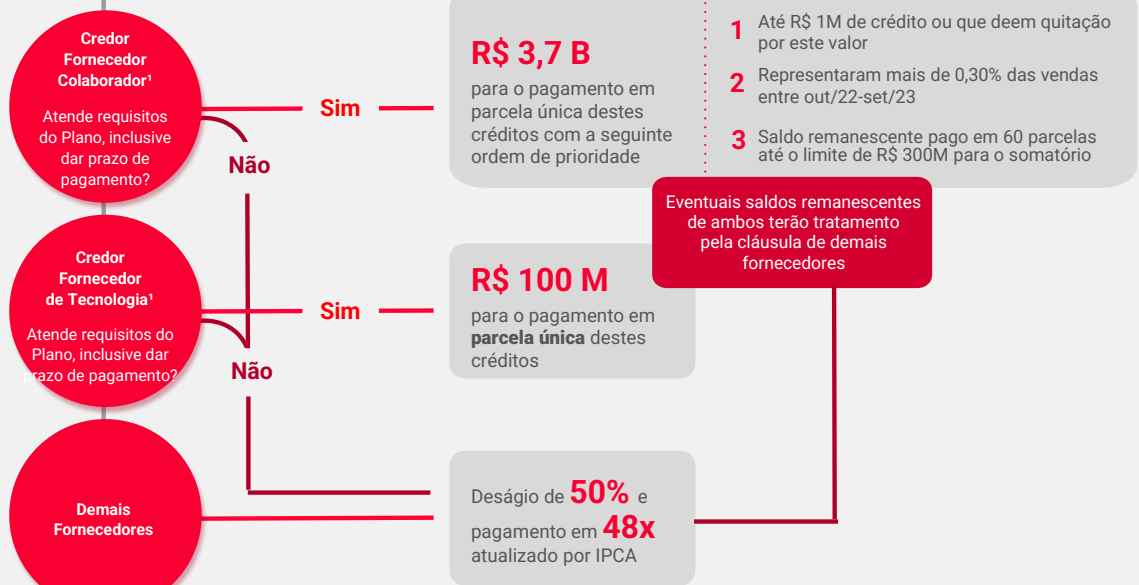 Credor
Fornecedor
Colaborador¹
Atende requisitos
do Plano, inclusive
dar prazo de
pagamento?
Sim
Não
R$ 3,7 B
para o pagamento em
parcela única destes
créditos com a seguinte
ordem de prioridade
1 Até R$ 1M de crédito ou que deem quitação
por este valor
2 Representaram mais de 0,30% das vendas
entre out/22-set/23
3 Saldo remanescente pago em 60 parcelas
até o limite de R$ 300M para o somatório
Eventuais saldos remanescentes
de ambos terão tratamento
pela cláusula de demais
fornecedores
Credor
Fornecedor
de Tecnologia¹
Atende requisitos do
Plano, inclusive dar
prazo de pagamento?
Sim
Não
R$ 100 M
para o pagamento em
parcela única destes
créditos
Demais
Fornecedores
Deságio de 50% e
pagamento em 48x
atualizado por IPCA